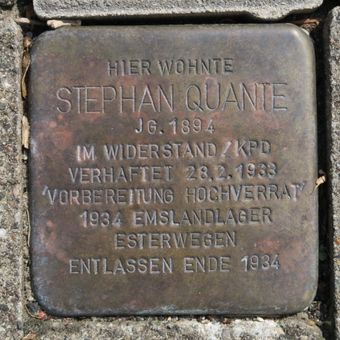 HIER WOHNTE
STEPHAN QUANTE
JG. 1894
IM WIDERSTAND / KPD
VERHAFTET 28.2.1933
'VORBEREITUNG HOCHVERRAT'
1934 EMSLANDLAGER
ESTERWEGEN
ENTLASSEN ENDE 1934